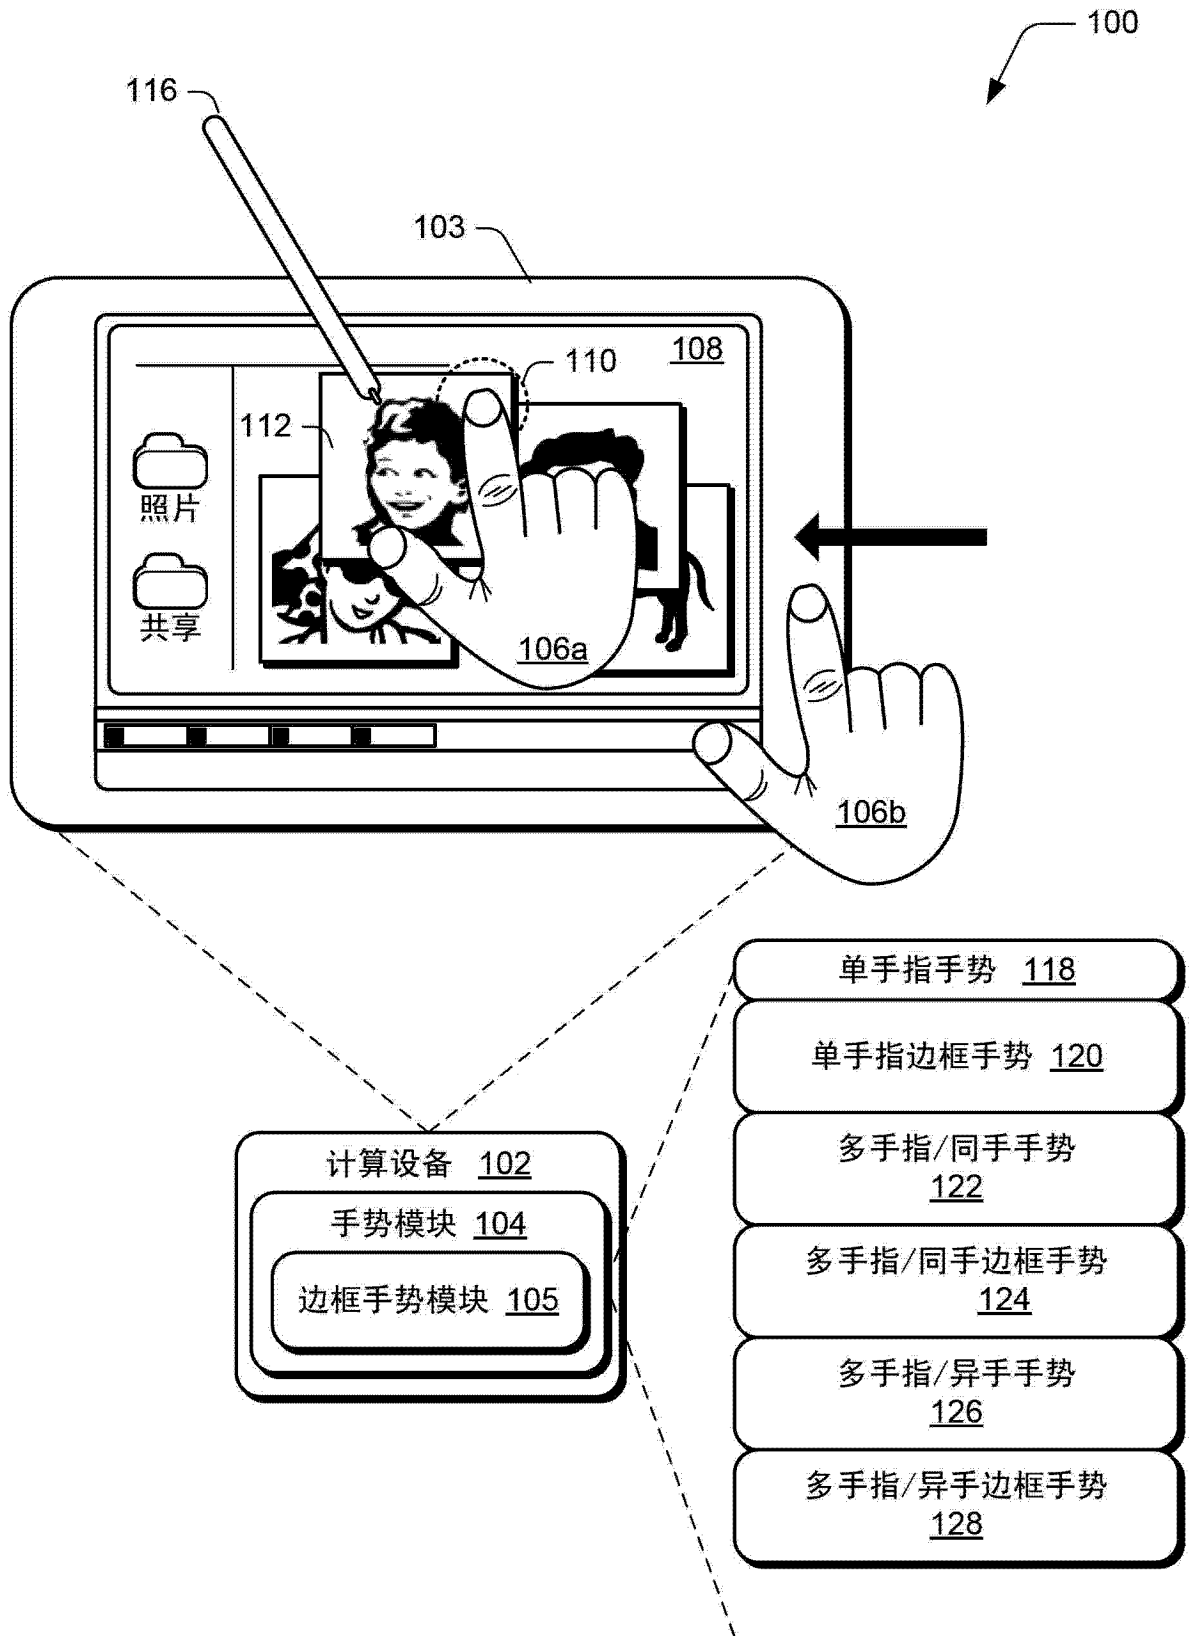 100
116
103
108
110
112
照片
共享
106a
106b
单手指手势 118
单手指边框手势 120
多手指/同手手势
122
多手指/同手边框手势
124
多手指/异手手势
126
多手指/异手边框手势
128
计算设备 102
手势模块 104
边框手势模块 105